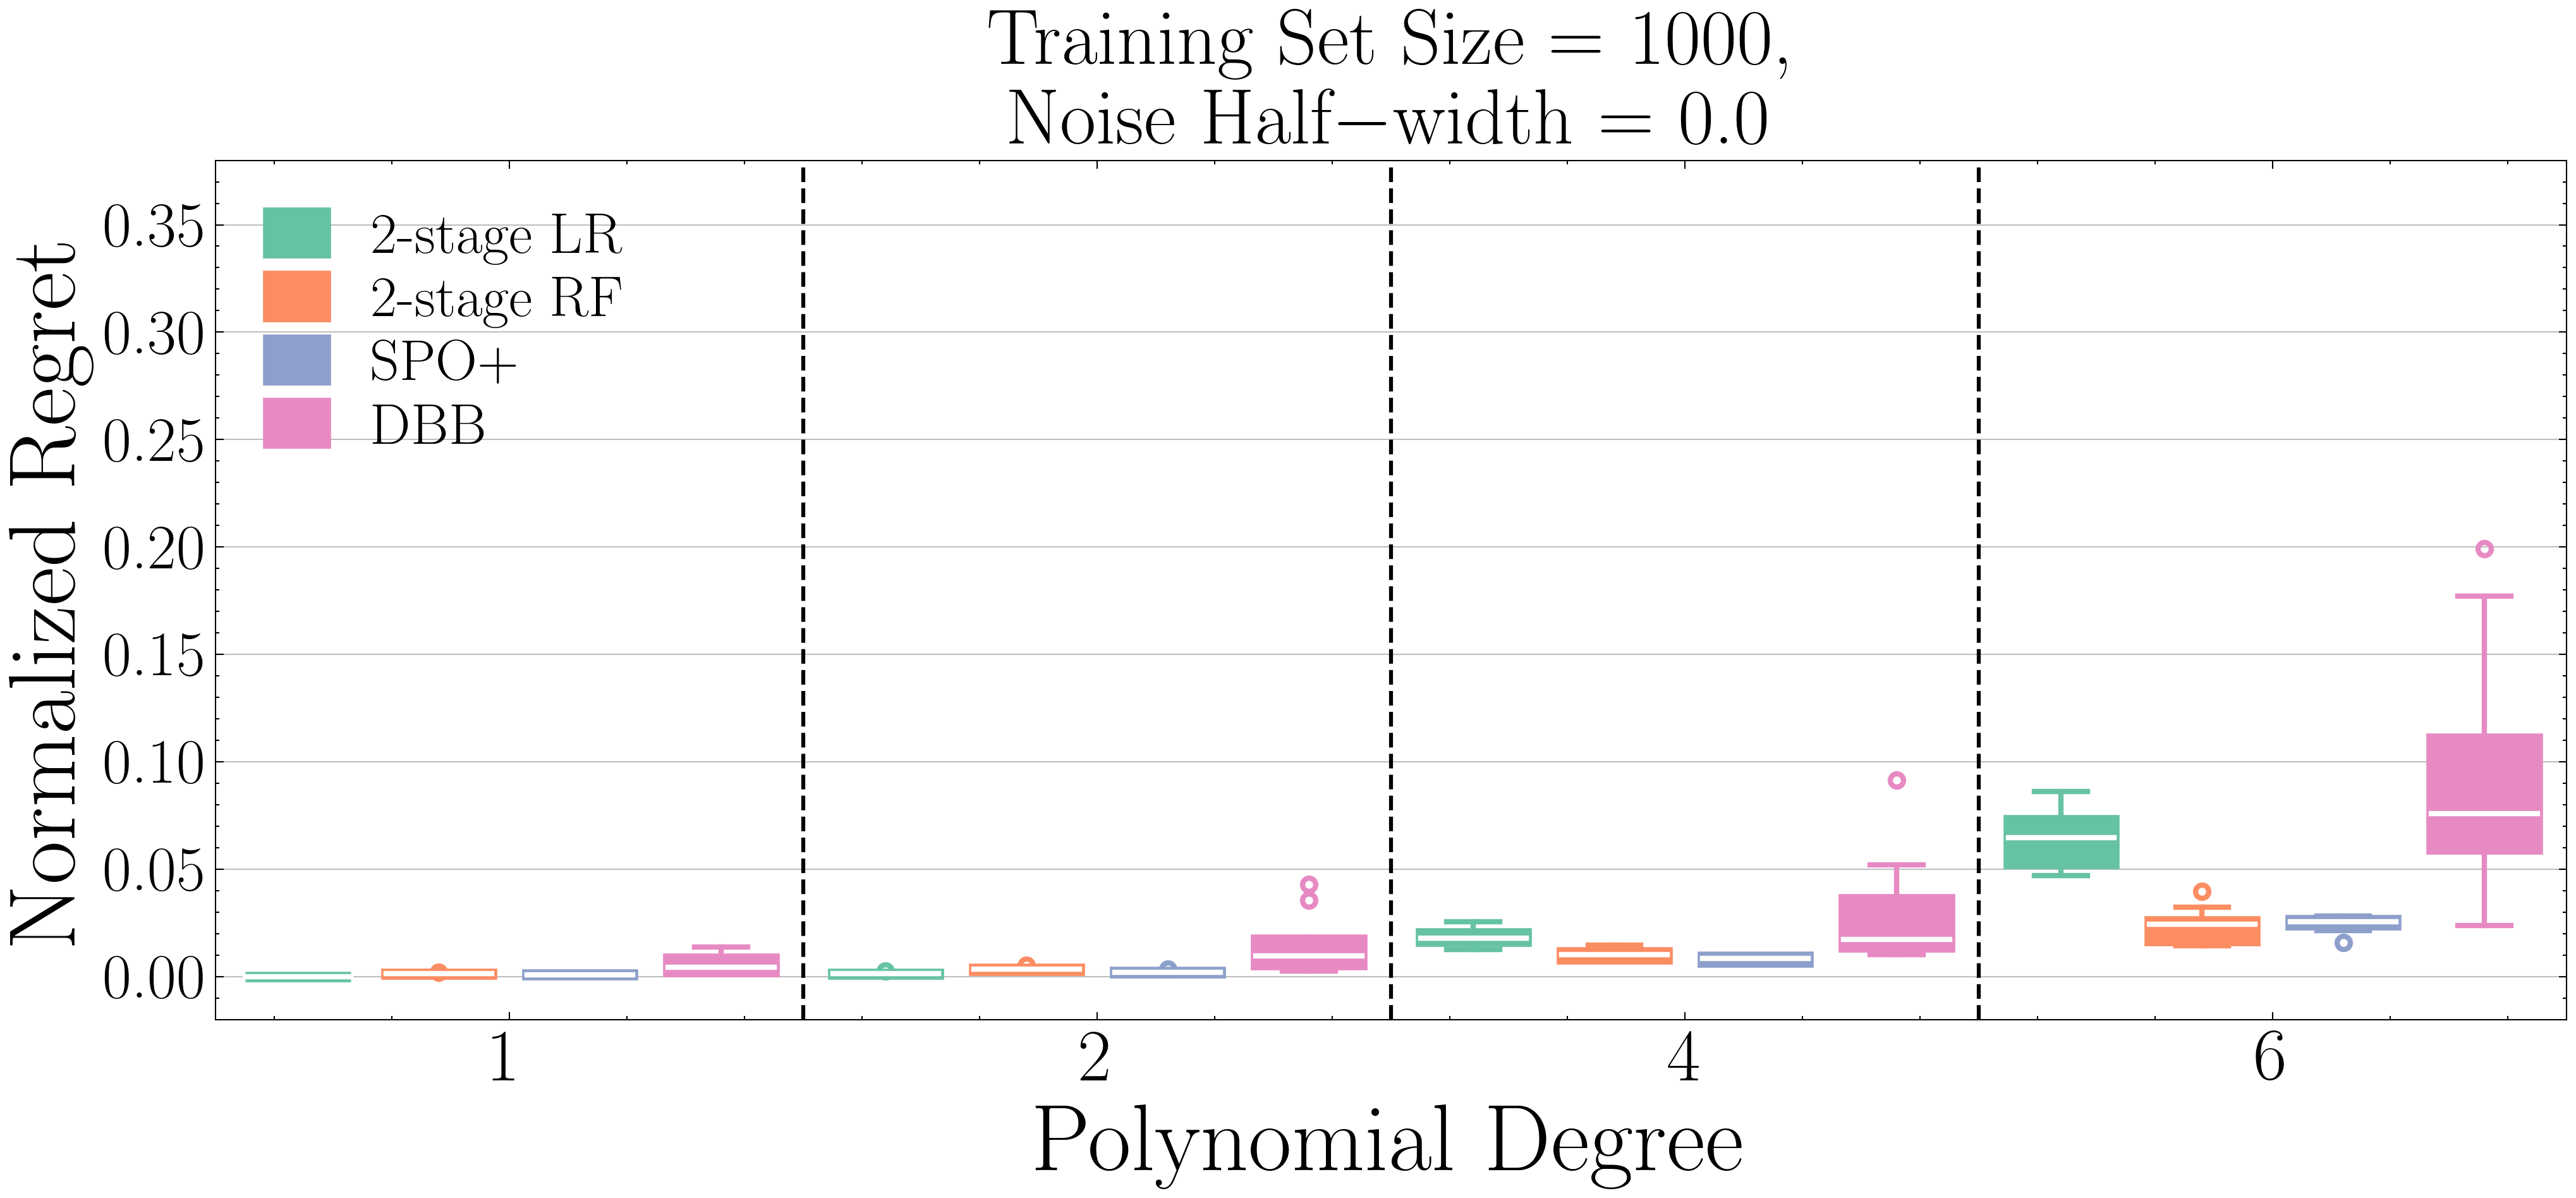 Training Set Size = 1000,
Noise Half−width = 0.0
Normalized Regret
0.35
0.30
0.25
0.20
0.15
0.10
0.05
0.00
2-stage LR
2-stage RF
SPO+
DBB
1 2 4 6
Polynomial Degree